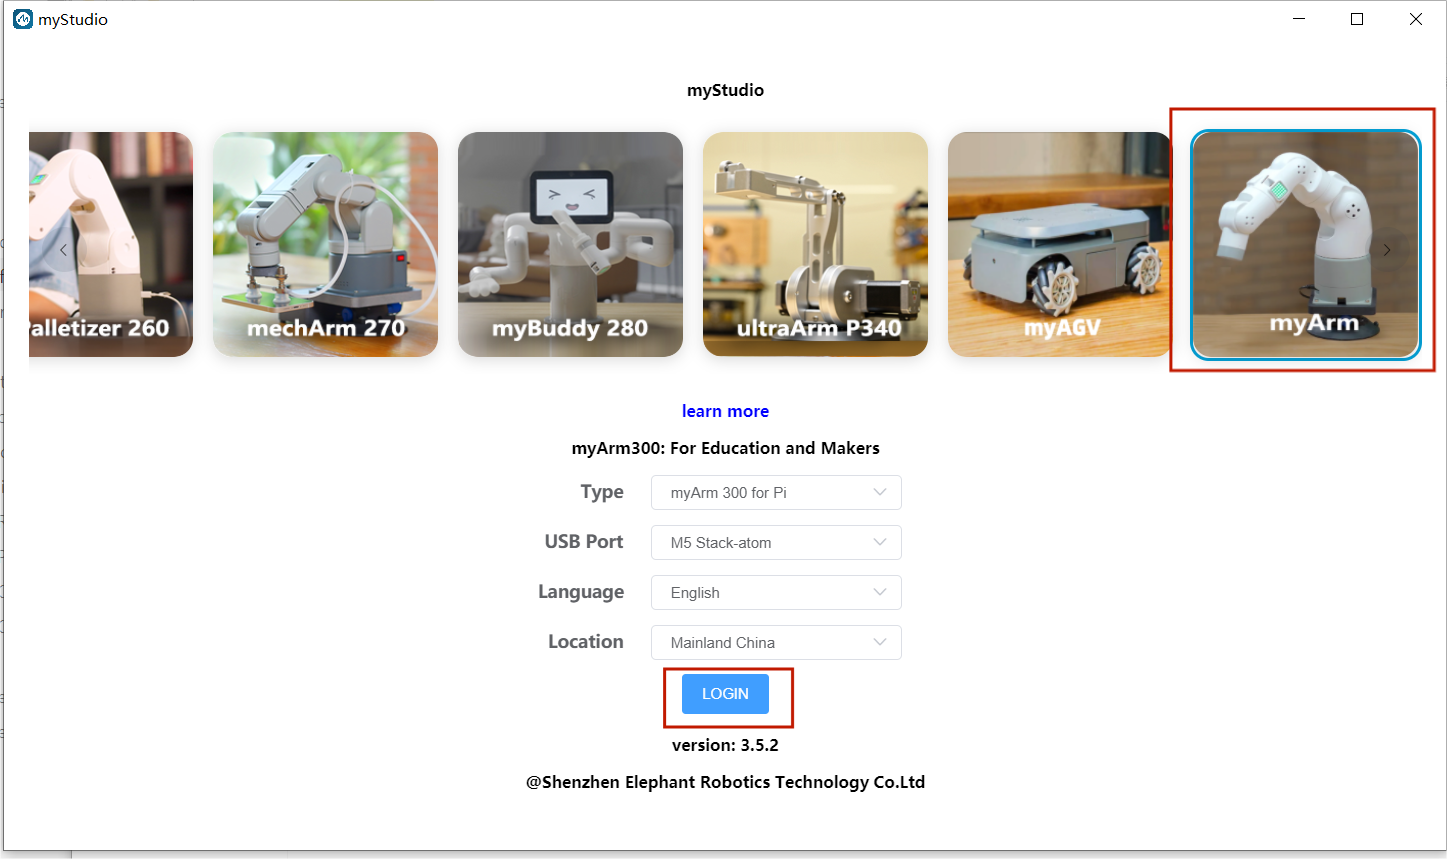 myStudio
myStudio
Palletizer 260
mechArm 270
myBuddy 280
ultraArm P340
myAGV
myArm
learn more
myArm300: For Education and Makers
Type myArm 300 for Pi
USB Port M5 Stack-atom
Language English
Location Mainland China
LOGIN
version: 3.5.2
@Shenzhen Elephant Robotics Technology Co.Ltd